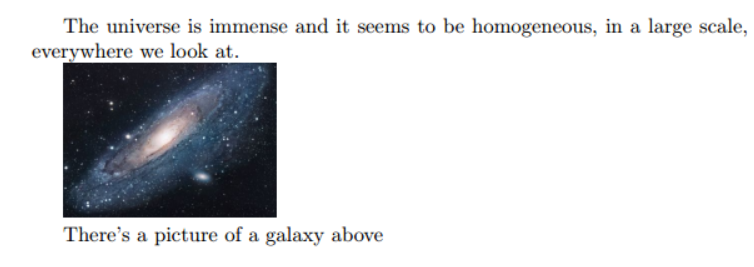 The universe is immense and it seems to be homogeneous, in a large scale,
everywhere we look at.
There's a picture of a galaxy above